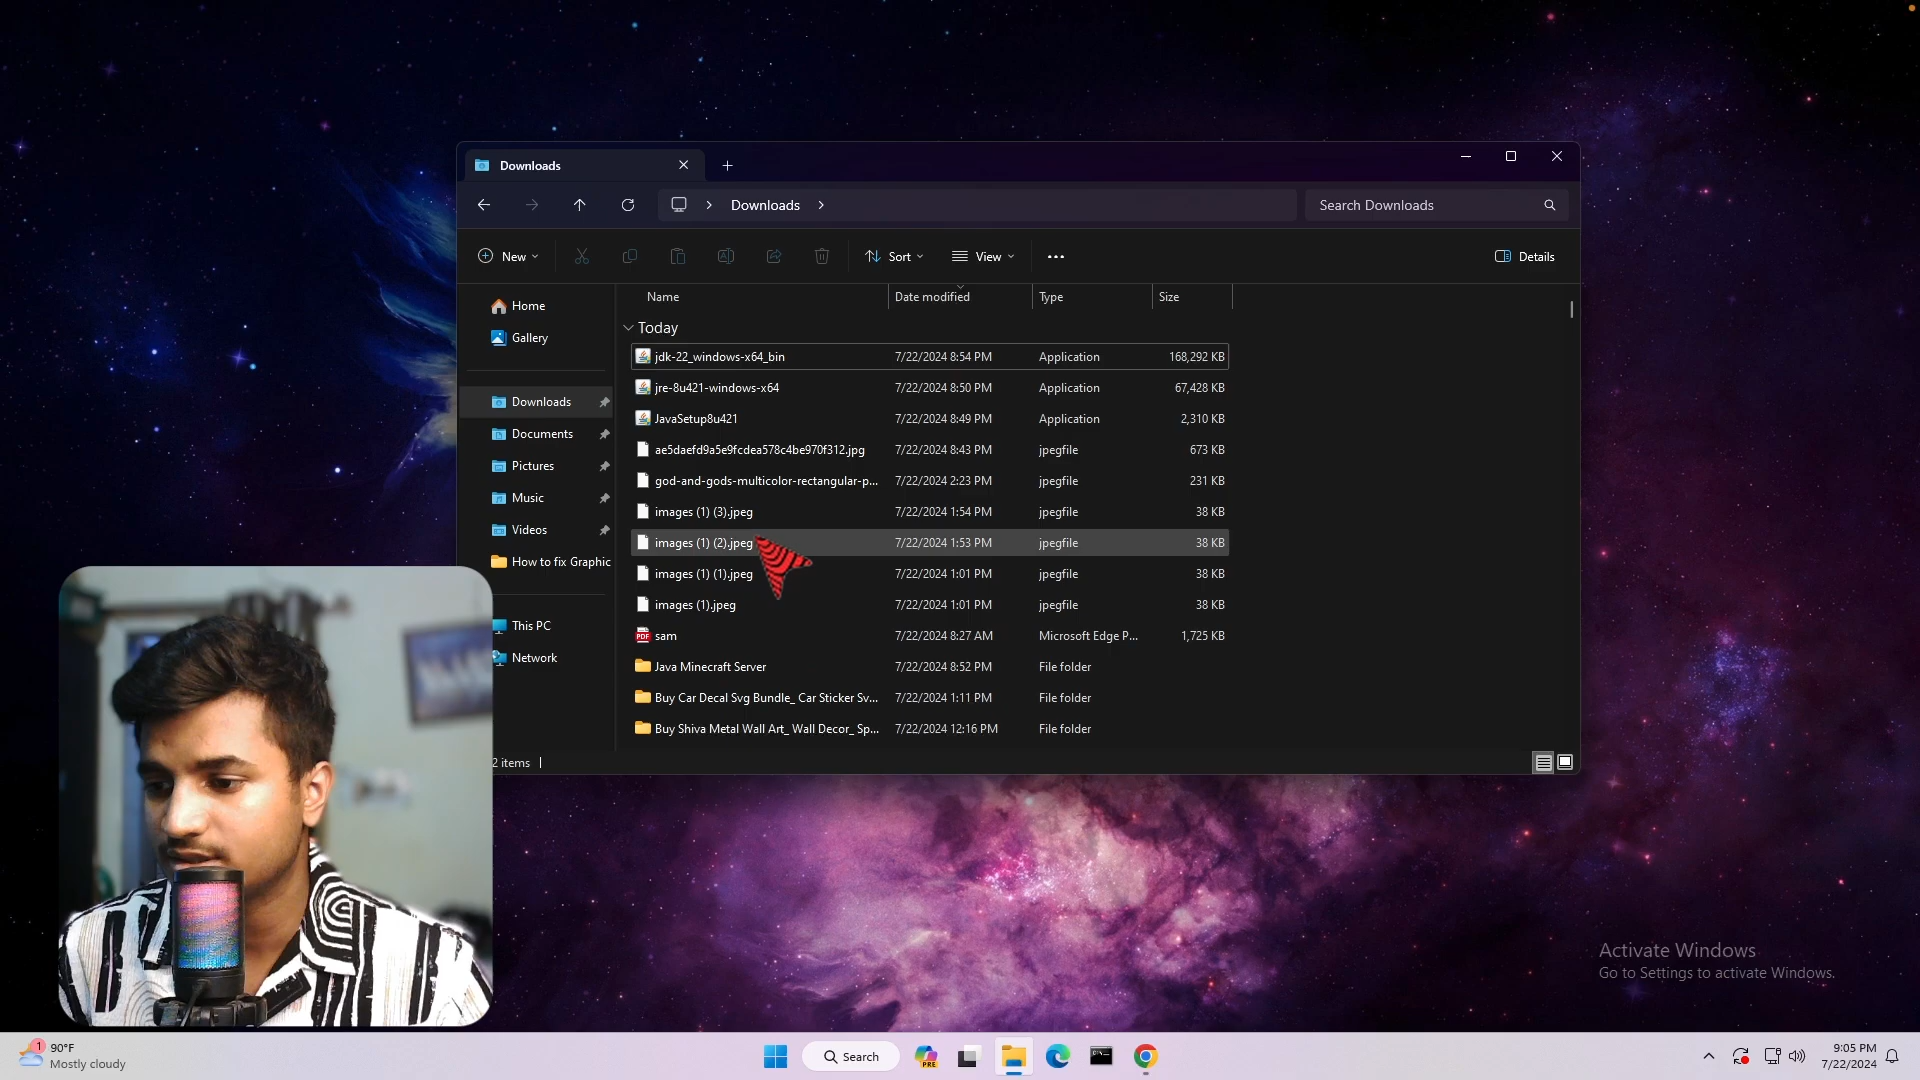 Downloads
Downloads
Search Downloads
New
Sort
View
Details
Home
Gallery
Downloads
Documents
Pictures
Music
Videos
How to fix Graphic
This PC
Network
Name Date modified Type Size
Today
jdk-22_windows-x64_bin 7/22/2024 8:54 PM Application 168,292 KB
jre-8u421-windows-x64 7/22/2024 8:50 PM Application 67,428 KB
JavaSetup8u421 7/22/2024 8:49 PM Application 2,310 KB
ae5daefd9a5e9fcdea578c4be970f312.jpg 7/22/2024 8:43 PM jpegfile 673 KB
god-and-gods-multicolor-rectangular-p... 7/22/2024 2:23 PM jpegfile 231 KB
images (1) (3).jpeg 7/22/2024 1:54 PM jpegfile 38 KB
images (1) (2).jpeg 7/22/2024 1:53 PM jpegfile 38 KB
images (1) (1).jpeg 7/22/2024 1:01 PM jpegfile 38 KB
images (1).jpeg 7/22/2024 1:01 PM jpegfile 38 KB
PDF sam 7/22/2024 8:27 AM Microsoft Edge P... 1,725 KB
Java Minecraft Server 7/22/2024 8:52 PM File folder
Buy Car Decal Svg Bundle_ Car Sticker Sv... 7/22/2024 1:11 PM File folder
Buy Shiva Metal Wall Art_ Wall Decor_ Sp... 7/22/2024 12:16 PM File folder
2 items
Activate Windows
Go to Settings to activate Windows.
1
90°F
Mostly cloudy
Search
PRE
9:05 PM
7/22/2024